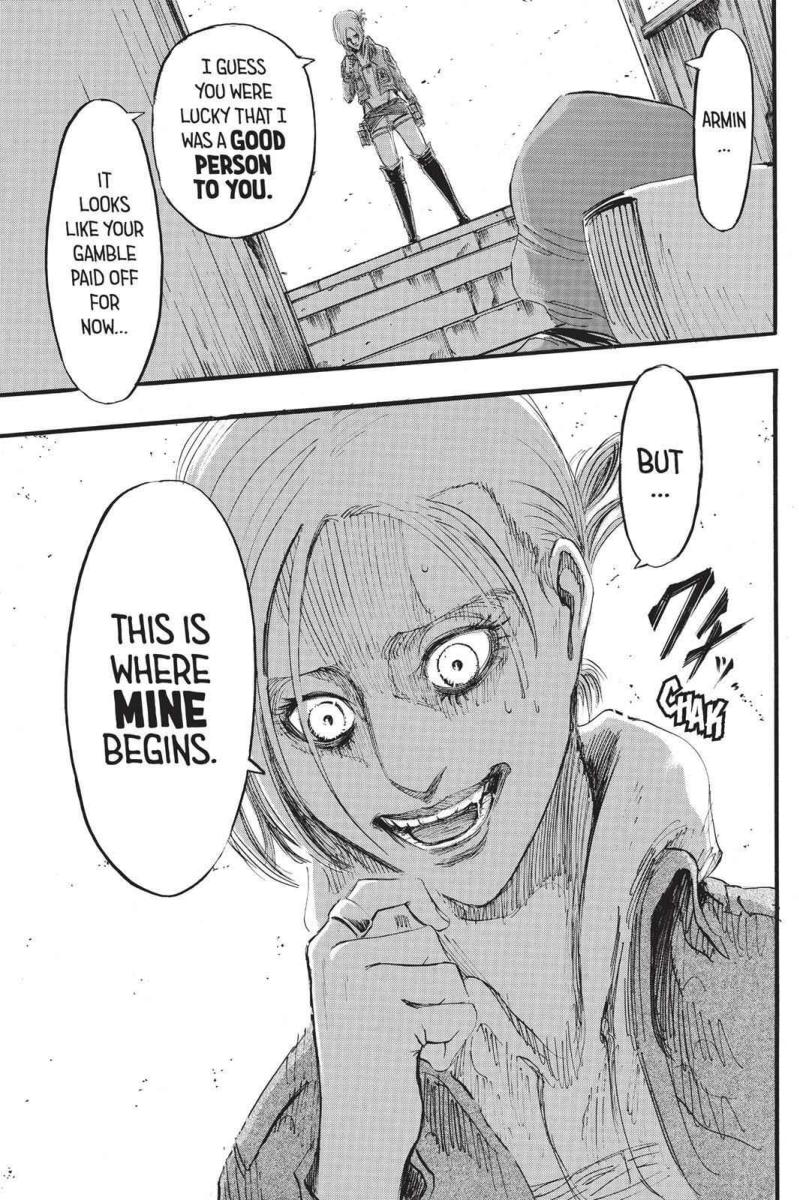 ARMIN
...
I GUESS
YOU WERE
LUCKY THAT I
WAS A GOOD
PERSON
TO YOU.
IT
LOOKS
LIKE YOUR
GAMBLE
PAID OFF
FOR
NOW...
BUT
...
CHAK
THIS IS
WHERE
MINE
BEGINS.